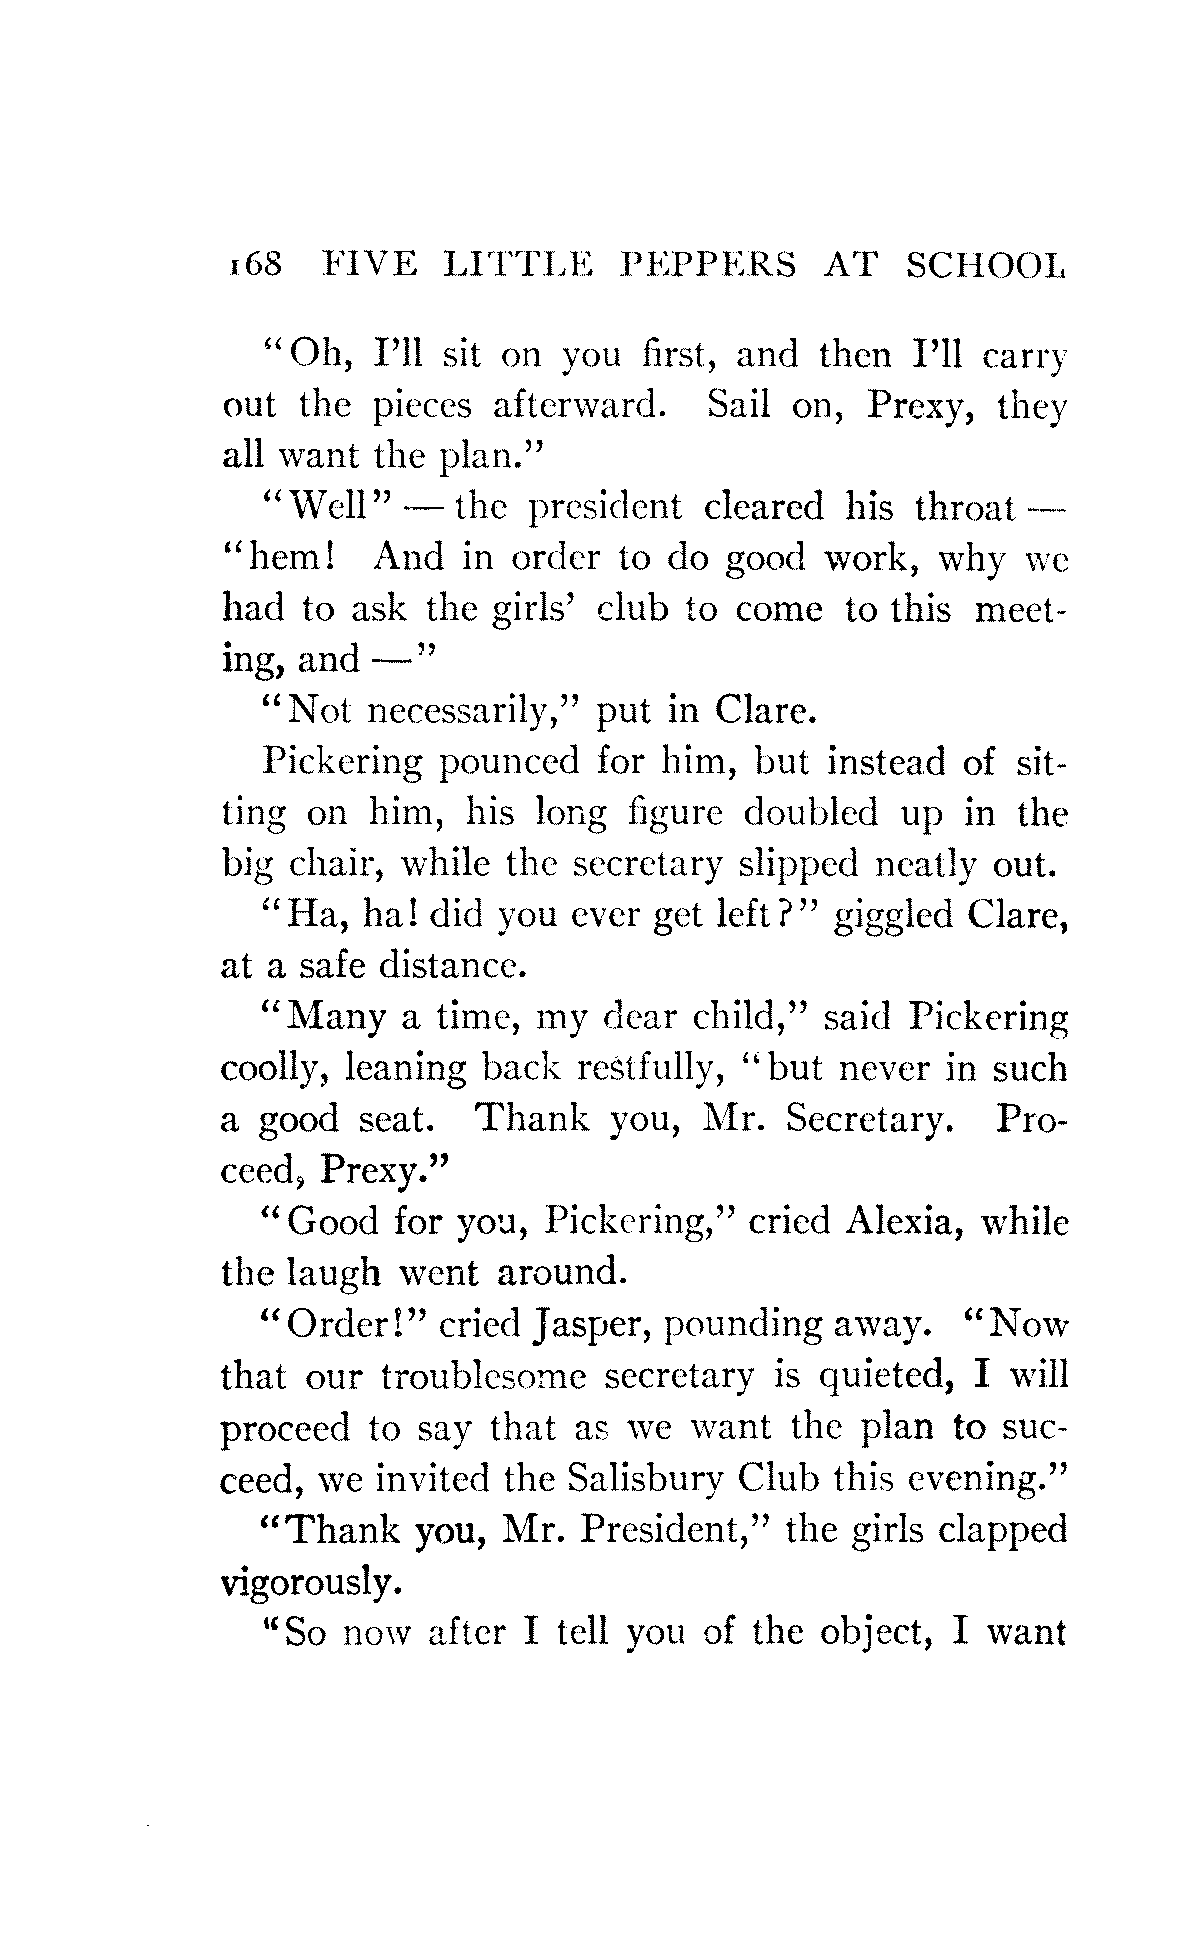 168 FIVE LITTLE PEPPERS AT SCHOOL
"Oh, I'll sit on you first, and then I'll carry
out the pieces afterward. Sail on, Prexy, they
all want the plan."
"Well" — the president cleared his throat —
"hem! And in order to do good work, why we
had to ask the girls' club to come to this meet-
ing, and —"
"Not necessarily," put in Clare.
Pickering pounced for him, but instead of sit-
ting on him, his long figure doubled up in the
big chair, while the secretary slipped neatly out.
"Ha, ha! did you ever get left?" giggled Clare,
at a safe distance.
"Many a time, my dear child," said Pickering
coolly, leaning back restfully, "but never in such
a good seat. Thank you, Mr. Secretary. Pro-
ceed, Prexy."
"Good for you, Pickering," cried Alexia, while
the laugh went around.
"Order!" cried Jasper, pounding away. "Now
that our troublesome secretary is quieted, I will
proceed to say that as we want the plan to suc-
ceed, we invited the Salisbury Club this evening."
"Thank you, Mr. President," the girls clapped
vigorously.
"So now after I tell you of the object, I want